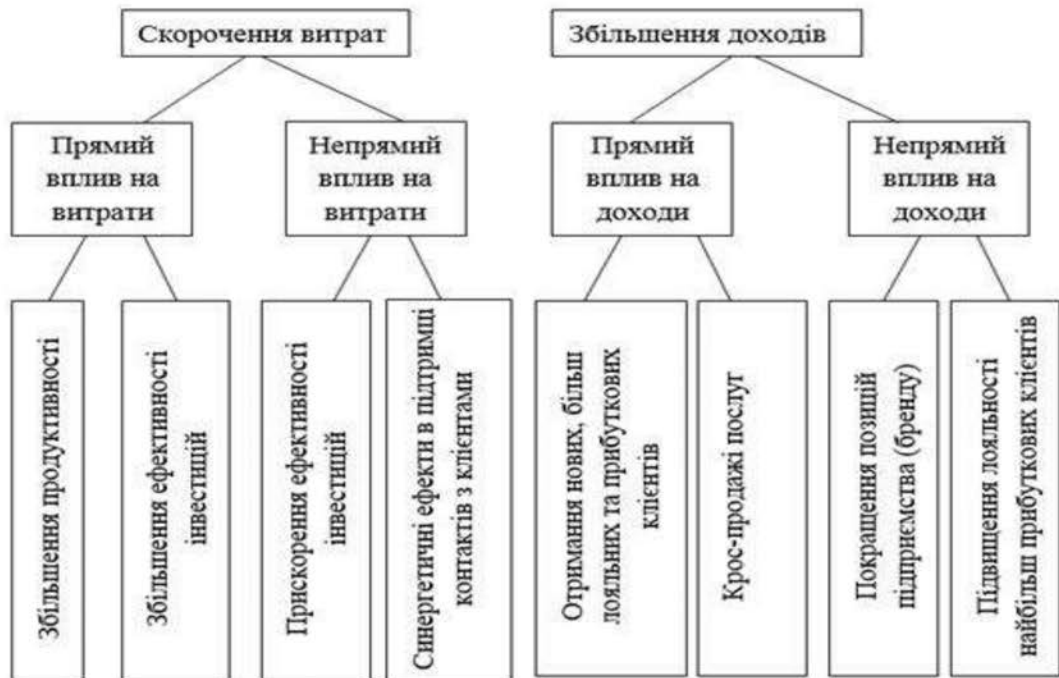 Скорочення витрат
Збільшення доходів
Прямий
вплив на
витрати
Непрямий
вплив на
витрати
Прямий
вплив на
доходи
Непрямий
вплив на
доходи
Збільшення продуктивності
Збільшення ефективності
інвестицій
Прискорення ефективності
інвестицій
Синергетичні ефекти в підтримці
контактів з клієнтами
Отримання нових, більш
лояльних та прибуткових
клієнтів
Крос-продажі послуг
Покращення позицій
підприємства (бренду)
Підвищення лояльності
найбільш прибуткових клієнтів